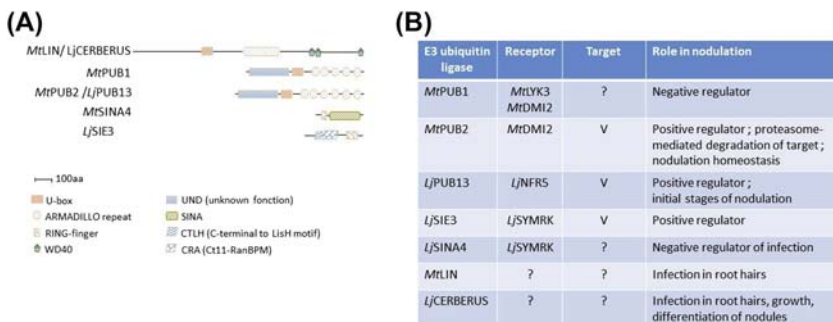 (A)
MtLIN/ LjCERBERUS
MtPUB1
MtPUB2 /LjPUB13
MtSINA4
LjSIE3
100aa
U-box
UND (unknown fonction)
ARMADILLO repeat
SINA
RING-finger
CTLH (C-terminal to LisH motif)
WD40
CRA (Ct11-RanBPM)
(B)
E3 ubiquitin ligase Receptor Target Role in nodulation
MtPUB1 MtLYK3 ? Negative regulator
MtDMI2
MtPUB2 MtDMI2 V Positive regulator ; proteasome-
mediated degradation of target ;
nodulation homeostasis
LjPUB13 LjNFR5 V Positive regulator ;
initial stages of nodulation
LjSIE3 LjSYMRK V Positive regulator
LjSINA4 LjSYMRK ? Negative regulator of infection
MtLIN ? ? Infection in root hairs
LjCERBERUS ? ? Infection in root hairs, growth,
differentiation of nodules